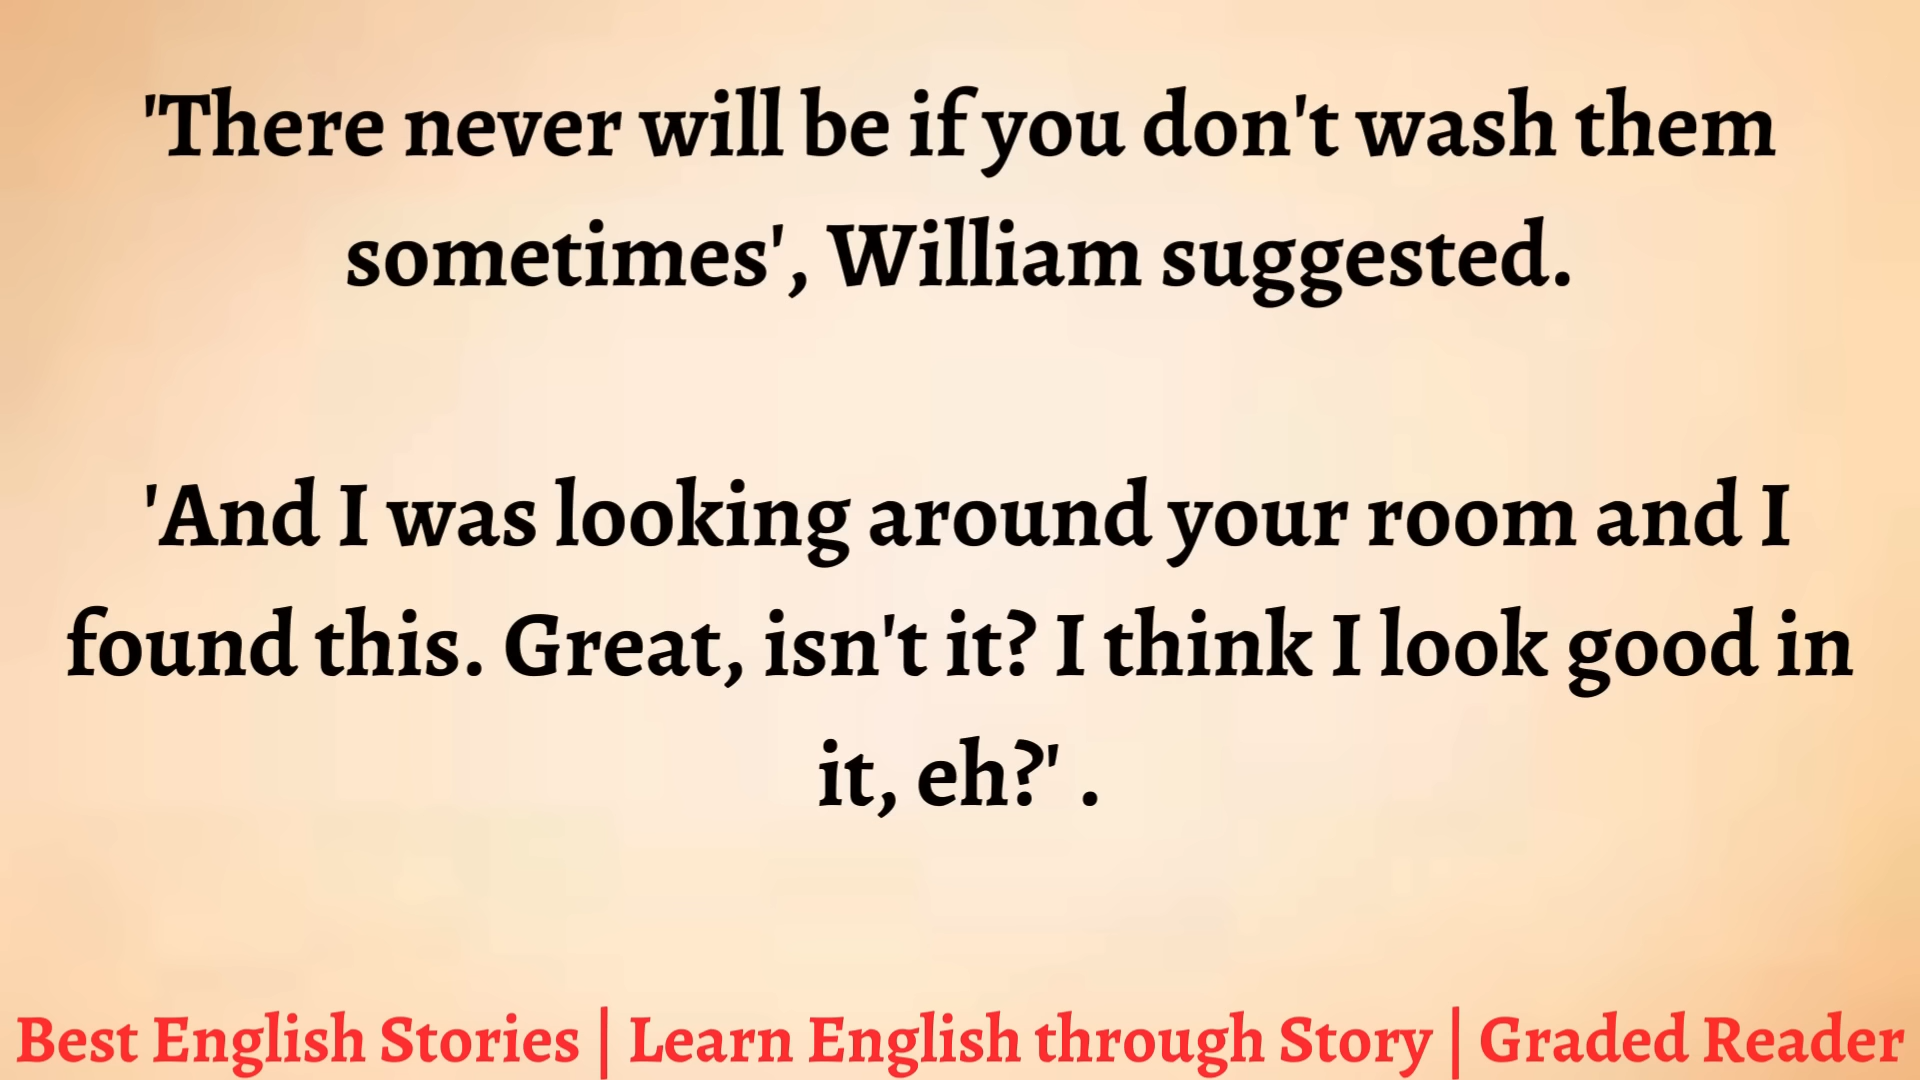 'There never will be if you don't wash them
sometimes', William suggested.
'And I was looking around your room and I
found this. Great, isn't it? I think I look good in
it, eh?' .
Best English Stories | Learn English through Story | Graded Reader